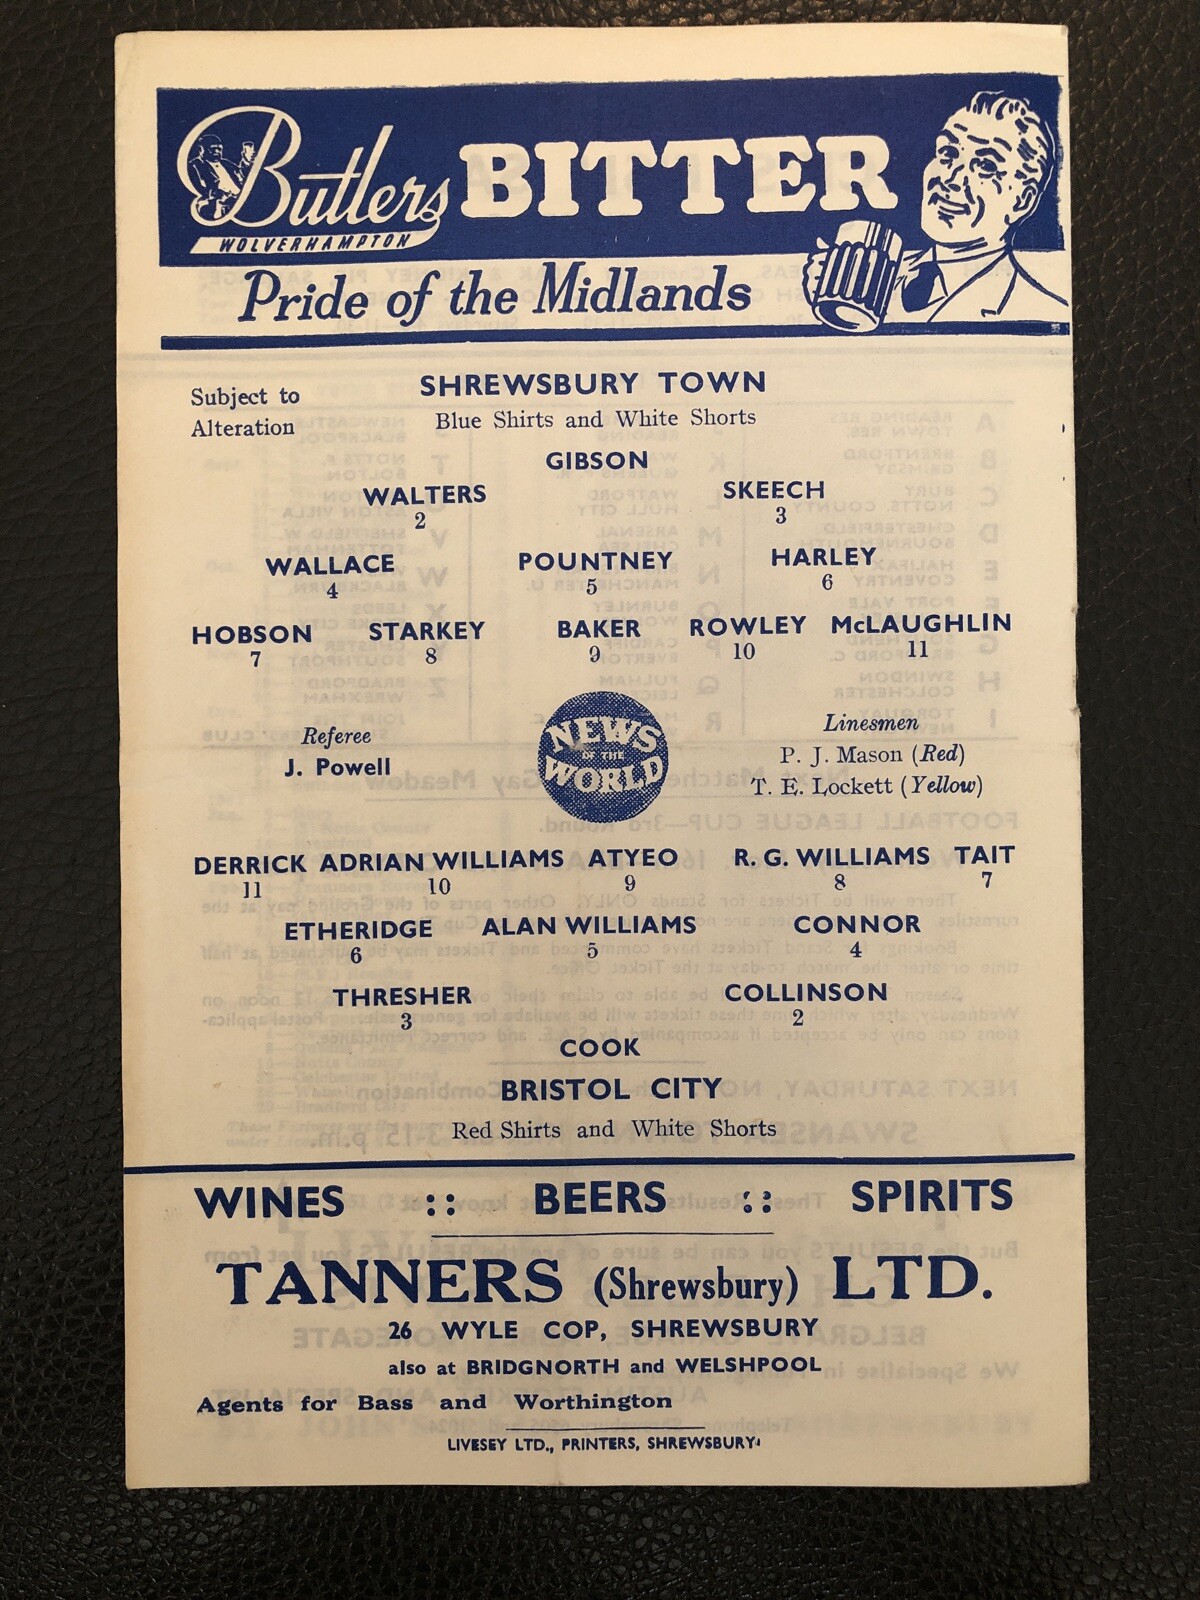 Butlers BITTER
WOLVERHAMPTON
Pride of the Midlands
Subject to
Alteration
SHREWSBURY TOWN
Blue Shirts and White Shorts
GIBSON
WALTERS SKEECH
2 3
WALLACE POUNTNEY HARLEY
4 5 6
HOBSON STARKEY BAKER ROWLEY McLAUGHLIN
7 8 9 10 11
Referee
J. Powell
NEWS
OF THE
WORLD
Linesmen
P. J. Mason (Red)
T. E. Lockett (Yellow)
DERRICK ADRIAN WILLIAMS ATYEO R. G. WILLIAMS TAIT
11 10 9 8 7
ETHERIDGE ALAN WILLIAMS CONNOR
6 5 4
THRESHER COLLINSON
3 2
COOK
BRISTOL CITY
Red Shirts and White Shorts
WINES :: BEERS :: SPIRITS
TANNERS (Shrewsbury) LTD.
26 WYLE COP, SHREWSBURY
also at BRIDGNORTH and WELSHPOOL
Agents for Bass and Worthington
LIVESEY LTD., PRINTERS, SHREWSBURY